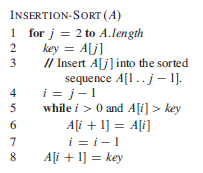 INSERTION-SORT (A)
1 for j = 2 to A.length
2 key = A[j]
3 // Insert A[j] into the sorted
sequence A[1 . . j − 1].
4 i = j − 1
5 while i > 0 and A[i] > key
6 A[i + 1] = A[i]
7 i = i − 1
8 A[i + 1] = key